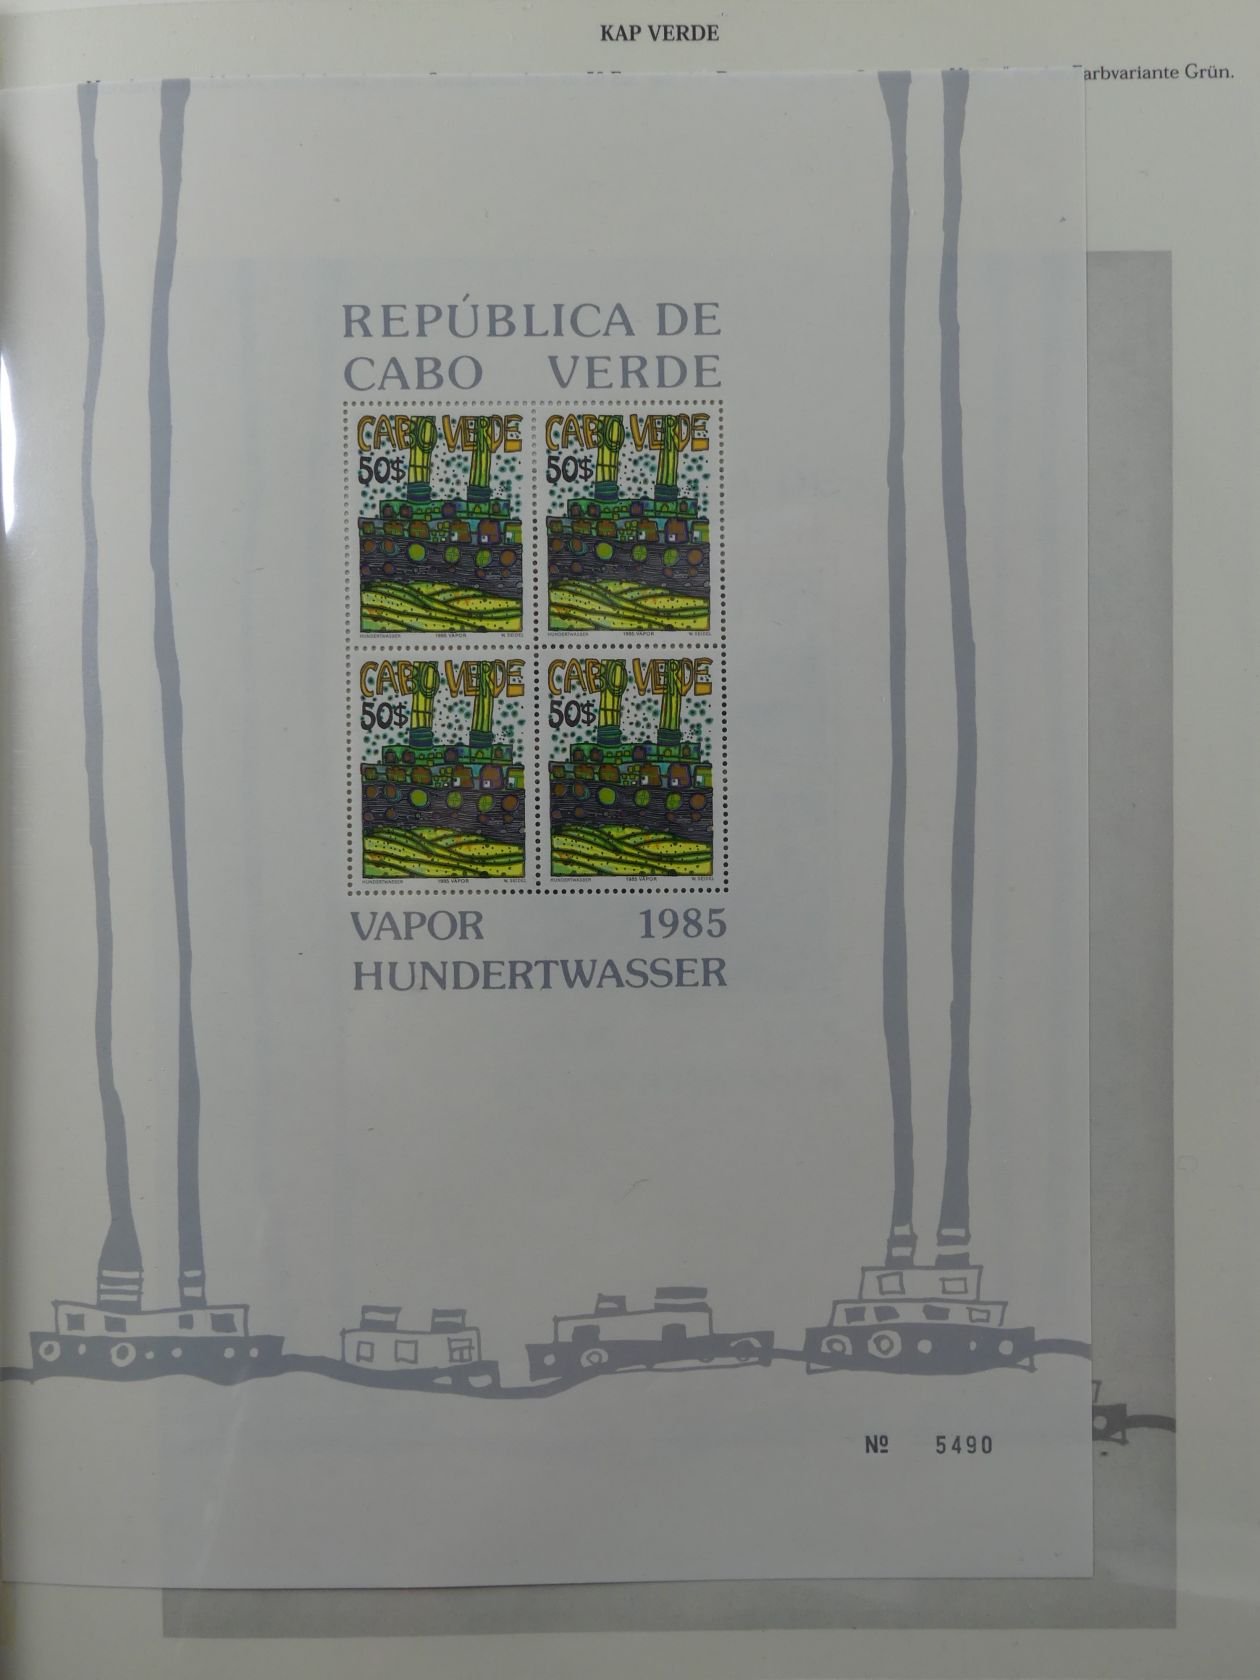 KAP VERDE
arbvariante Grün.
REPÚBLICA DE
CABO VERDE
CABO VERDE
50$
HUNDERTWASSER 1985 VAPOR W. SEIDEL
CABO VERDE
50$
HUNDERTWASSER 1985 VAPOR W. SEIDEL
CABO VERDE
50$
HUNDERTWASSER 1985 VAPOR W. SEIDEL
CABO VERDE
50$
HUNDERTWASSER 1985 VAPOR W. SEIDEL
VAPOR 1985
HUNDERTWASSER
Nº 5490